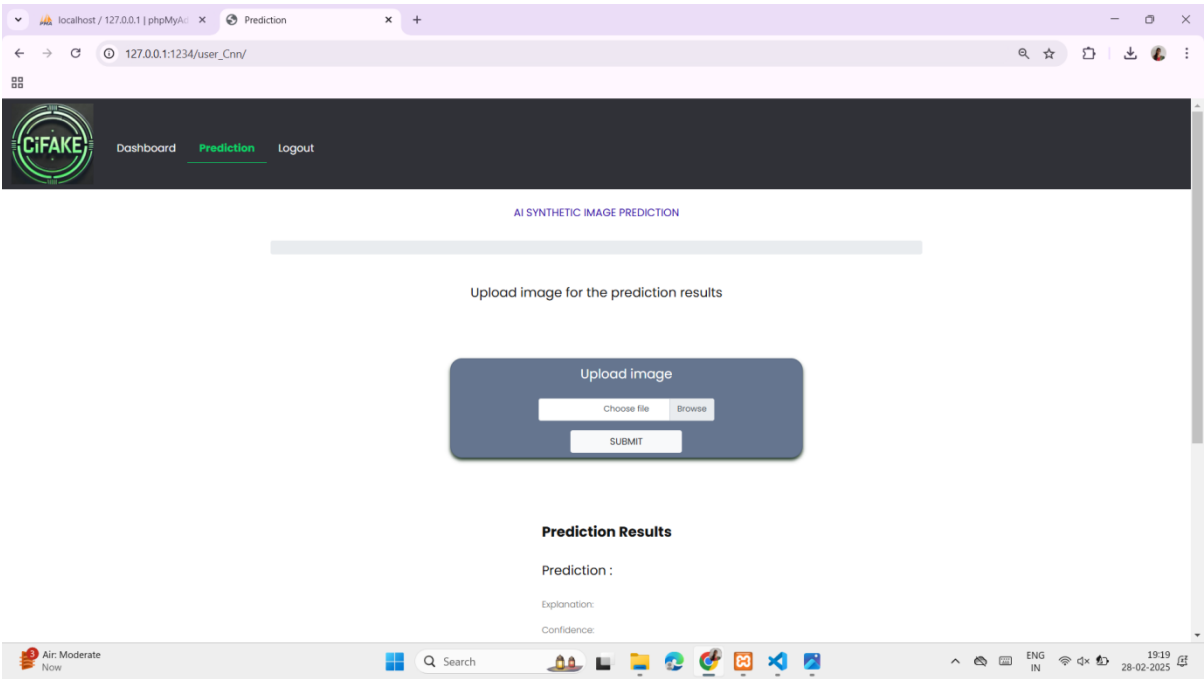 localhost / 127.0.0.1 | phpMyAd
Prediction
127.0.0.1:1234/user_Cnn/
CiFAKE
Dashboard Prediction Logout
AI SYNTHETIC IMAGE PREDICTION
Upload image for the prediction results
Upload image
Choose file Browse
SUBMIT
Prediction Results
Prediction :
Explanation:
Confidence:
3
Air: Moderate
Now
Search
ENG
IN
19:19
28-02-2025